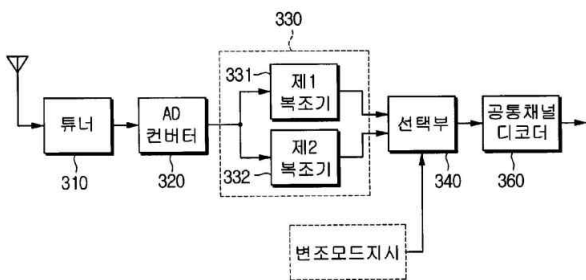 330
331
제1
복조기
튜너
310
AD
컨버터
320
제2
복조기
332
선택부
340
공통채널
디코더
360
변조모드지시